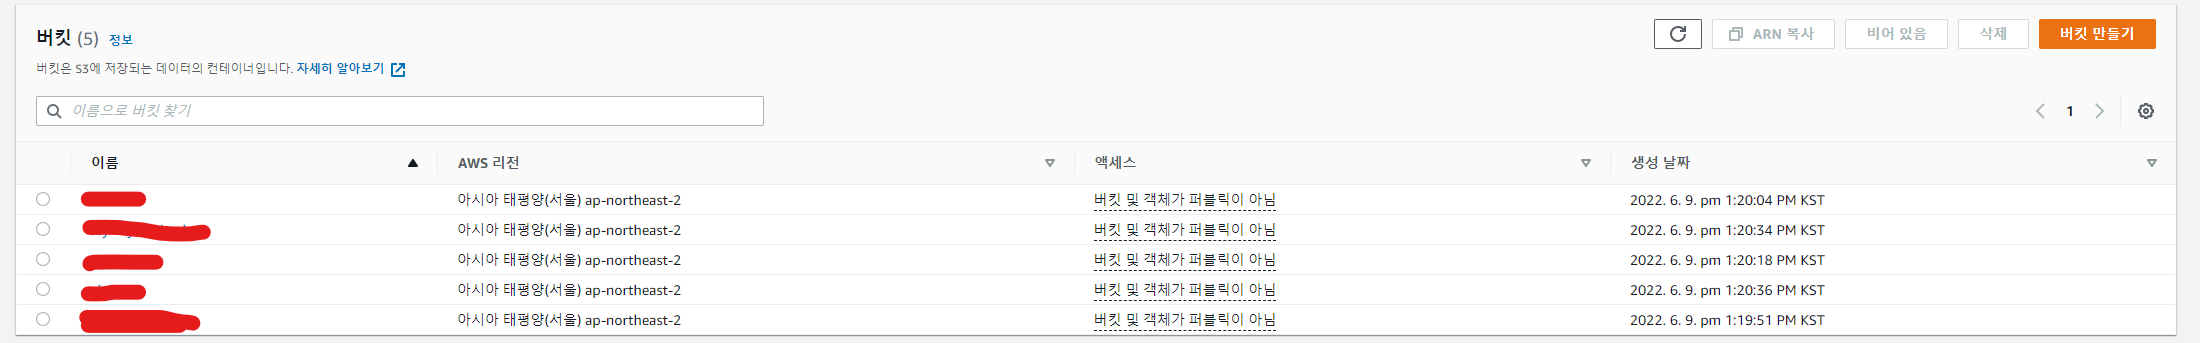 버킷 (5) 정보
ARN 복사 비어 있음 삭제 버킷 만들기
버킷은 S3에 저장되는 데이터의 컨테이너입니다. 자세히 알아보기
이름으로 버킷 찾기
1
이름 AWS 리전 액세스 생성 날짜
아시아 태평양(서울) ap-northeast-2 버킷 및 객체가 퍼블릭이 아님 2022. 6. 9. pm 1:20:04 PM KST
아시아 태평양(서울) ap-northeast-2 버킷 및 객체가 퍼블릭이 아님 2022. 6. 9. pm 1:20:34 PM KST
아시아 태평양(서울) ap-northeast-2 버킷 및 객체가 퍼블릭이 아님 2022. 6. 9. pm 1:20:18 PM KST
아시아 태평양(서울) ap-northeast-2 버킷 및 객체가 퍼블릭이 아님 2022. 6. 9. pm 1:20:36 PM KST
아시아 태평양(서울) ap-northeast-2 버킷 및 객체가 퍼블릭이 아님 2022. 6. 9. pm 1:19:51 PM KST